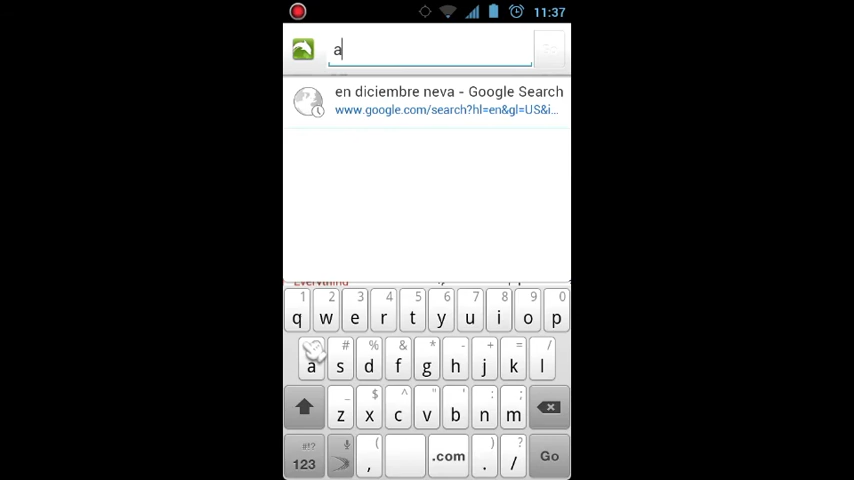 11:37
a
en diciembre neva - Google Search
www.google.com/search?hl=en&gl=US&i...
1 2 3 4 5 6 7 8 9 0
q w e r t y u i o p
# & * - + = /
a s d f g h j k l
_ $ ^ " ' : ;
z x c v b n m
#!? ( ) ?
123 , .com . / Go